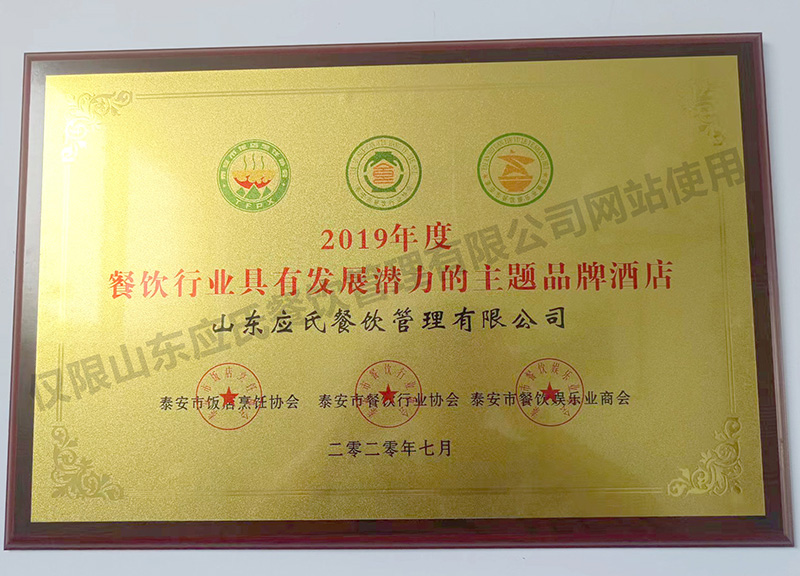 TFPX
2019年度
餐饮行业具有发展潜力的主题品牌酒店
山东应氏餐饮管理有限公司
泰安市饭店烹饪协会 泰安市餐饮行业协会 泰安市餐饮娱乐业商会
二零二零年七月
仅限山东应氏餐饮管理有限公司网站使用